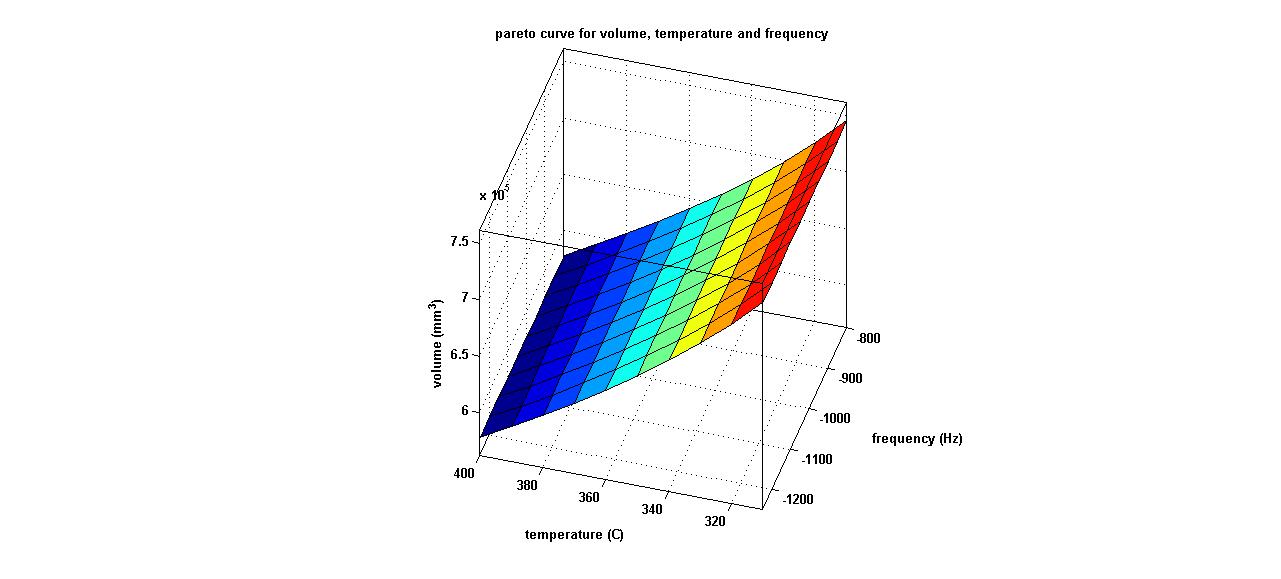 pareto curve for volume, temperature and frequency
x 10^5
7.5
7
6.5
6
volume (mm^3)
400
380
360
340
320
temperature (C)
-800
-900
-1000
-1100
-1200
frequency (Hz)